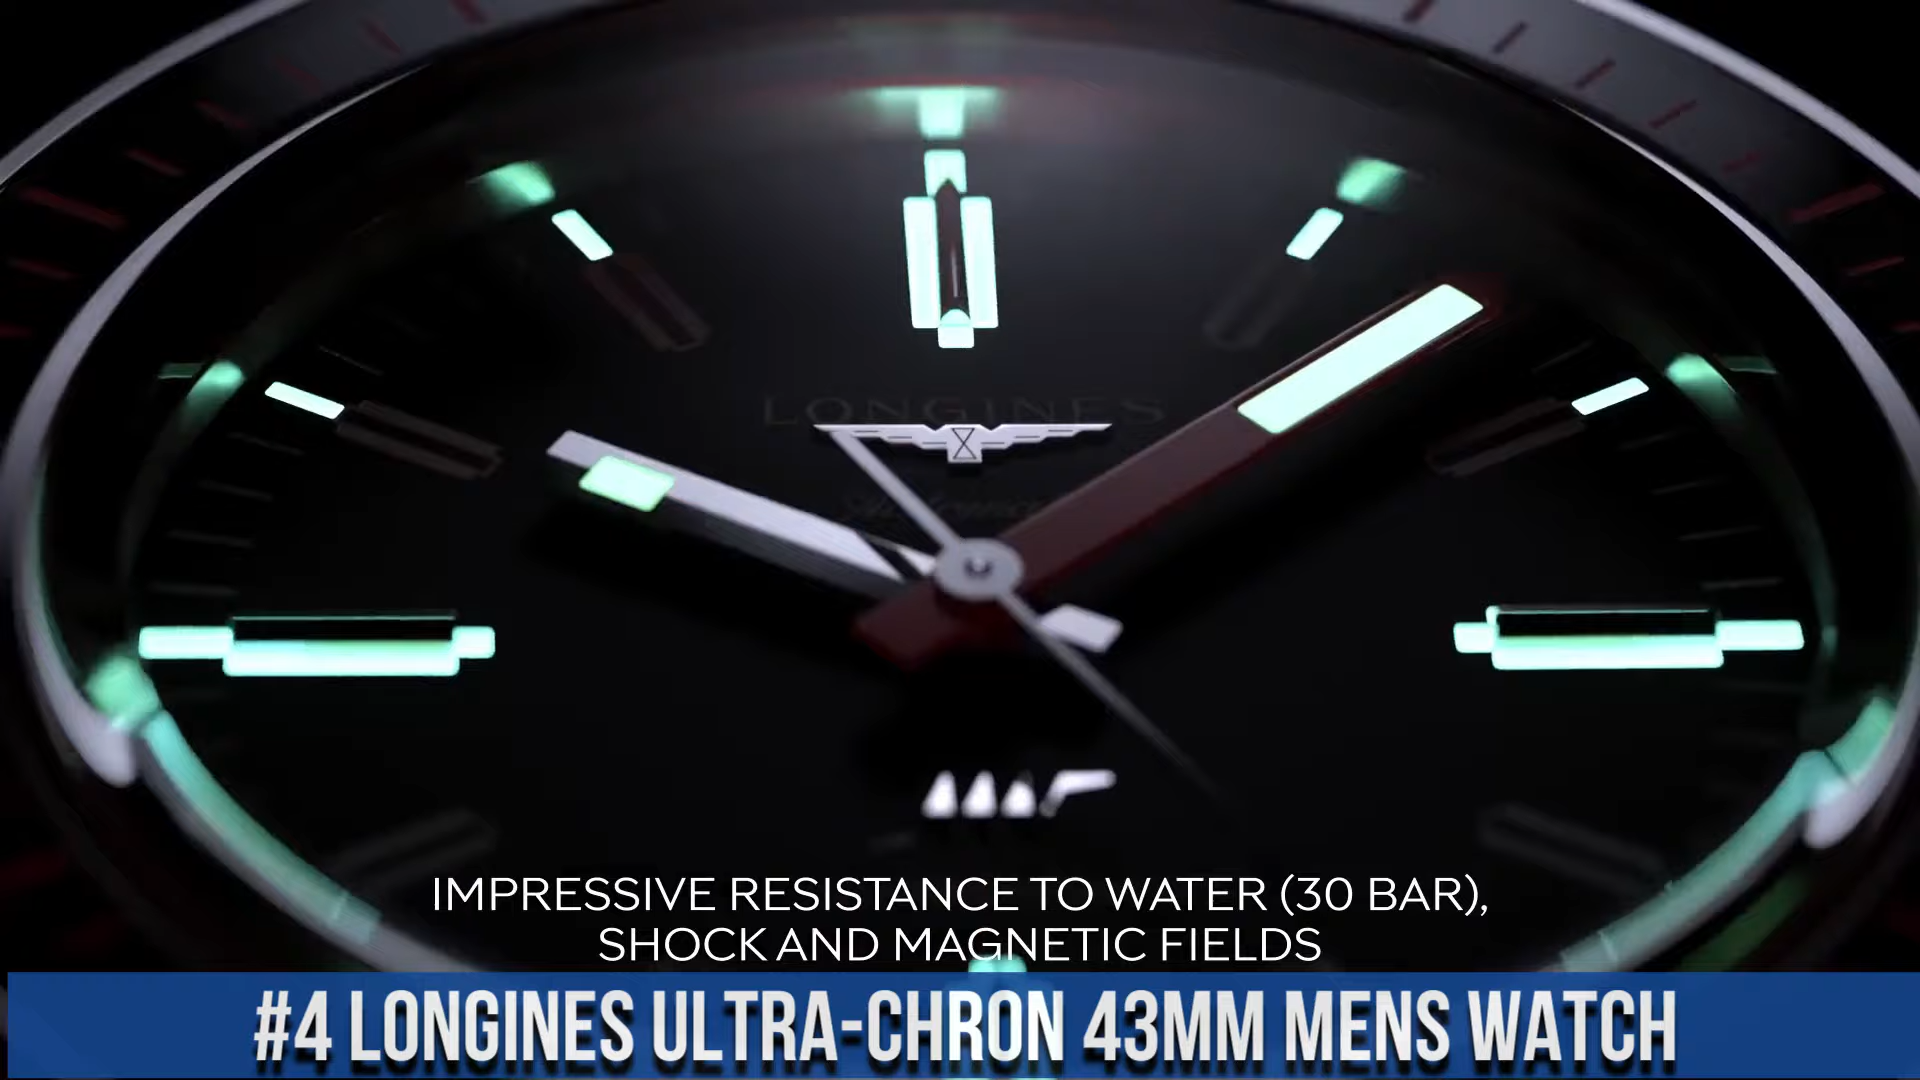 LONGINES
IMPRESSIVE RESISTANCE TO WATER (30 BAR),
SHOCK AND MAGNETIC FIELDS
#4 LONGINES ULTRA-CHRON 43MM MENS WATCH